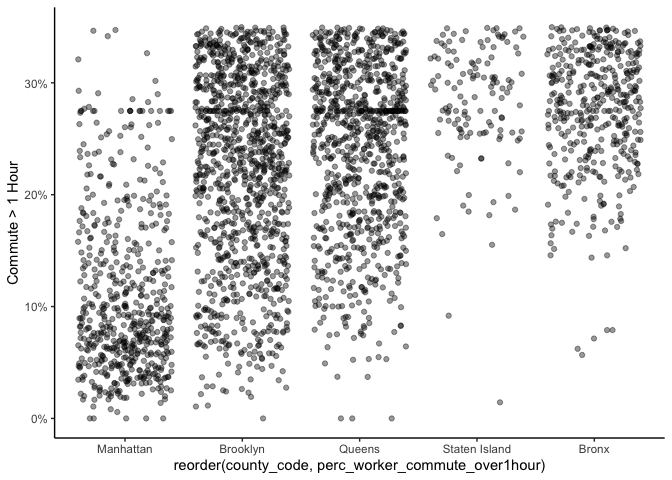 Commute > 1 Hour
30%
20%
10%
0%
Manhattan Brooklyn Queens Staten Island Bronx
reorder(county_code, perc_worker_commute_over1hour)